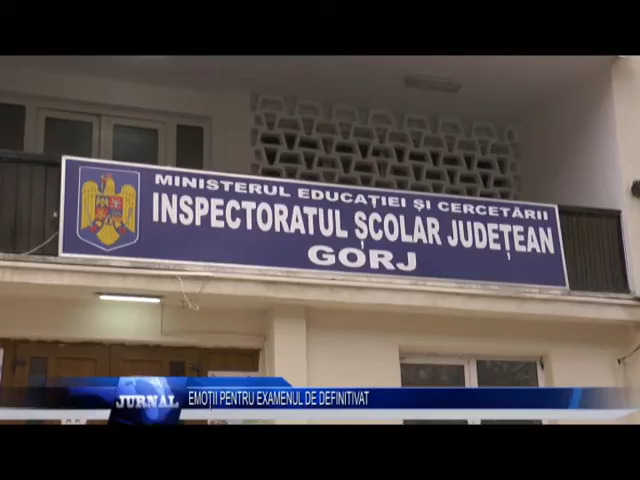 MINISTERUL EDUCAȚIEI ȘI CERCETĂRII
INSPECTORATUL ȘCOLAR JUDEȚEAN
GORJ
JURNAL
EMOȚII PENTRU EXAMENUL DE DEFINITIVAT